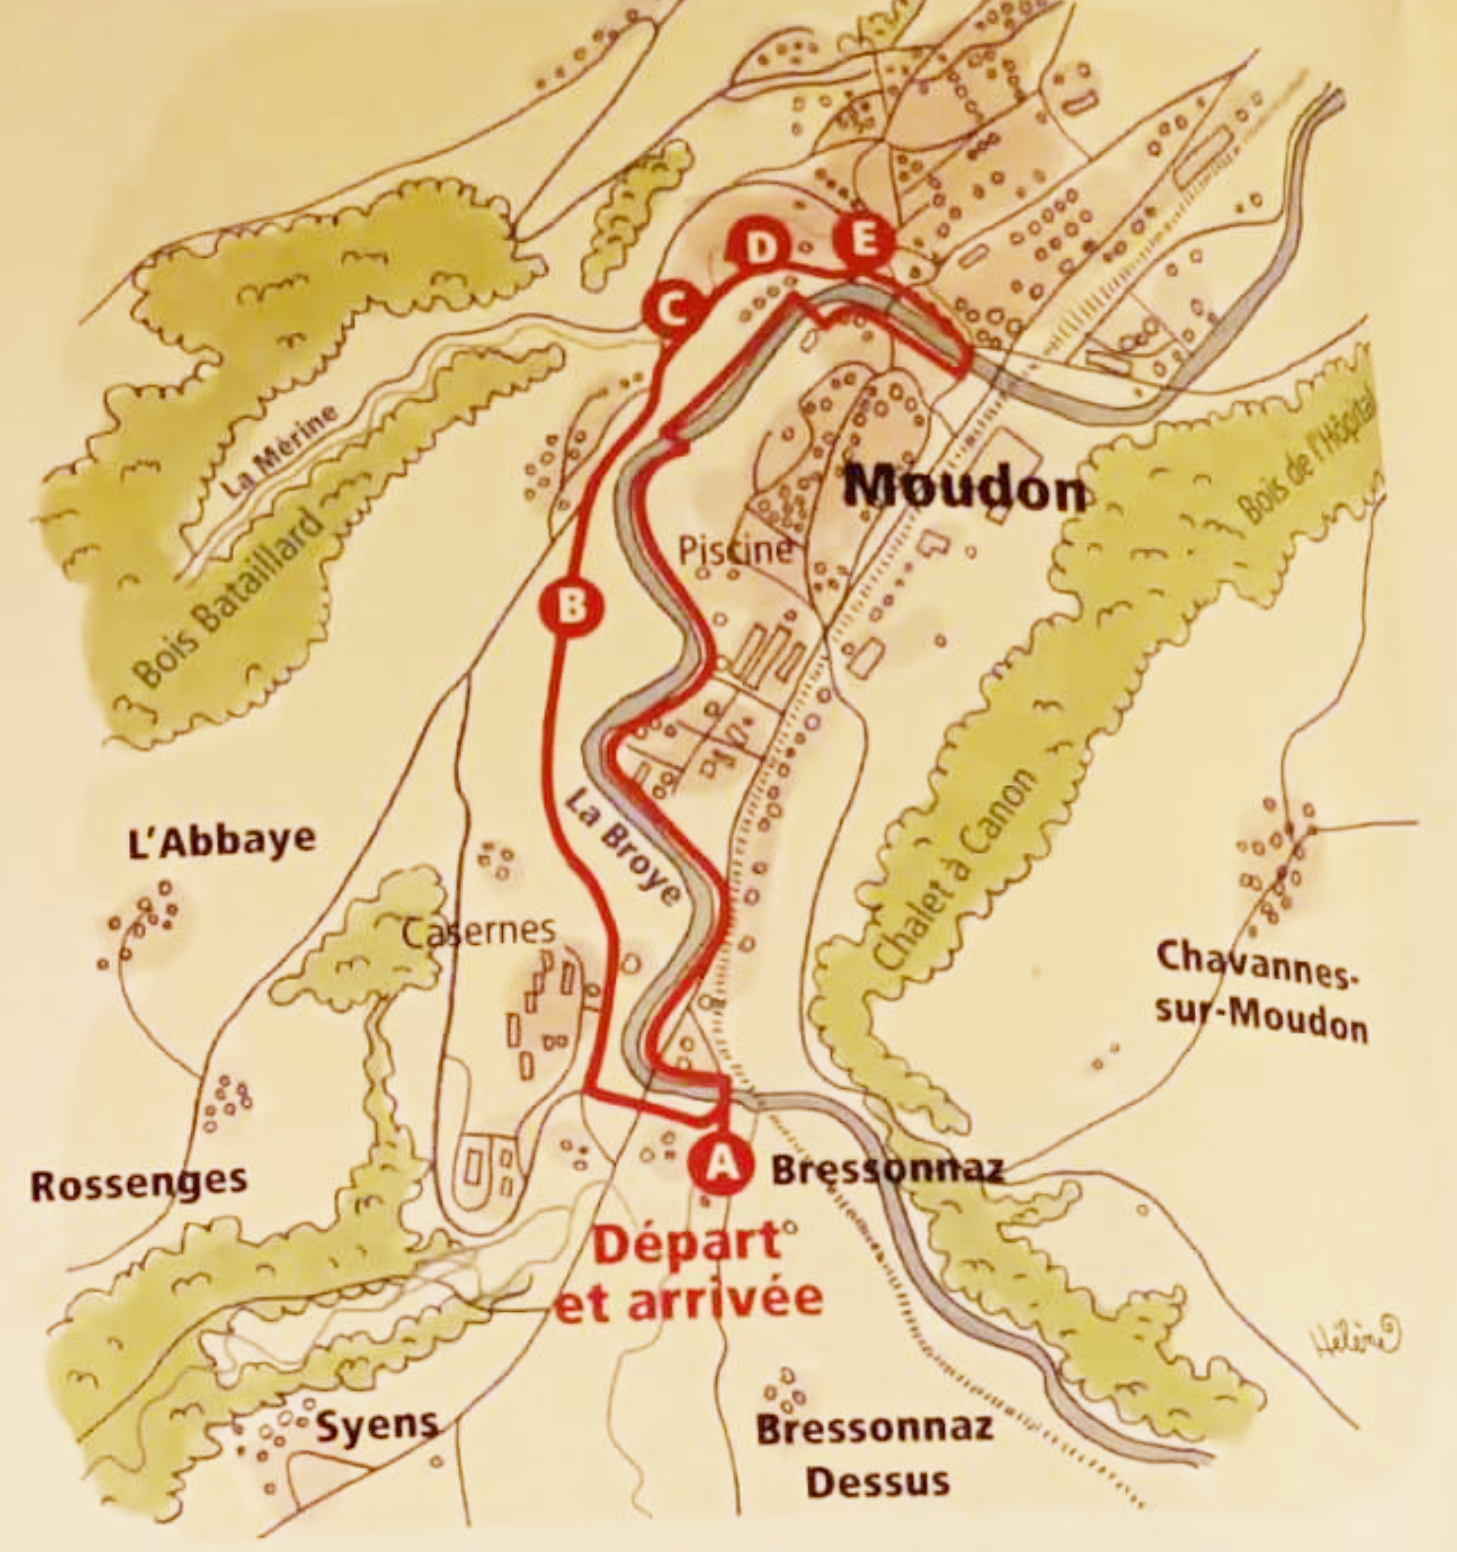 D
E
C
La Mérine
Moudon
Bois de l'Hôpital
Piscine
Bois Bataillard
B
L'Abbaye
La Broye
Chalet à Canon
Casernes
Chavannes-
sur-Moudon
Rossenges
A
Bressonnaz
Départ
et arrivée
Hélène
Syens
Bressonnaz
Dessus